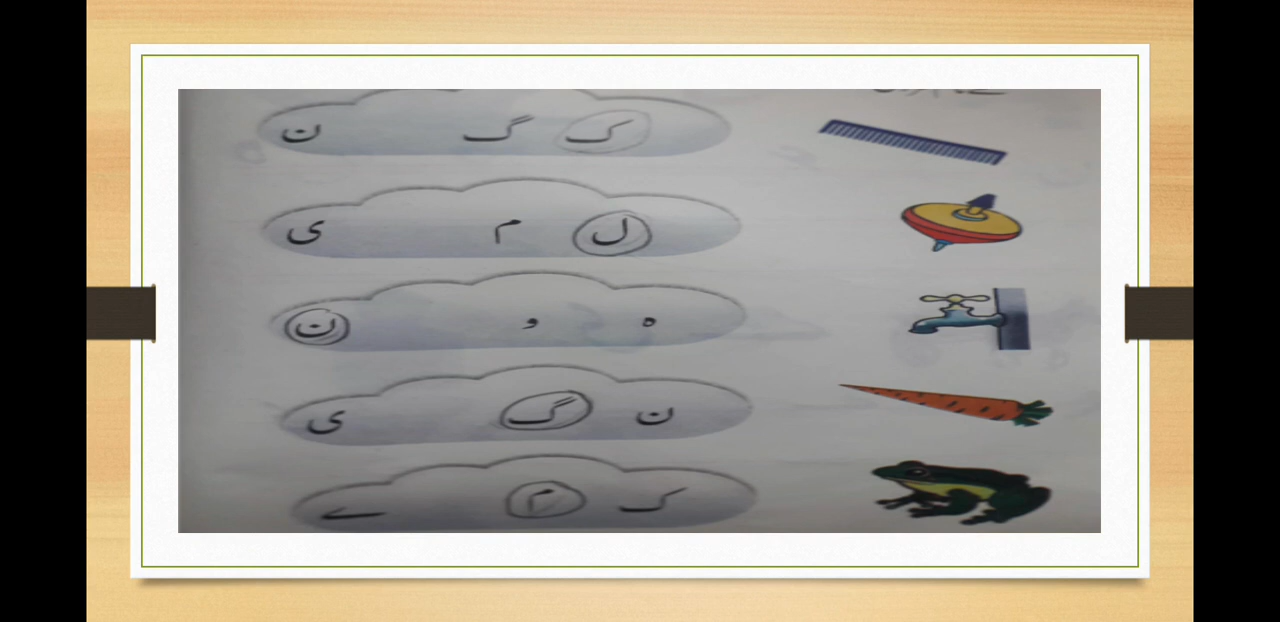 ک گ ن
ل م ی
ہ و ن
ن گ ی
ک م ے